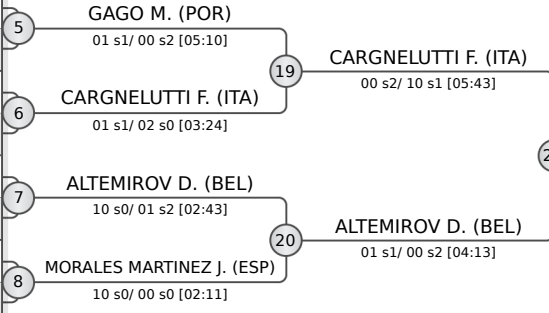 GAGO M. (POR)
5
01 s1/ 00 s2 [05:10]
CARGNELUTTI F. (ITA)
19
00 s2/ 10 s1 [05:43]
CARGNELUTTI F. (ITA)
6
01 s1/ 02 s0 [03:24]
ALTEMIROV D. (BEL)
7
10 s0/ 01 s2 [02:43]
ALTEMIROV D. (BEL)
20
01 s1/ 00 s2 [04:13]
MORALES MARTINEZ J. (ESP)
8
10 s0/ 00 s0 [02:11]